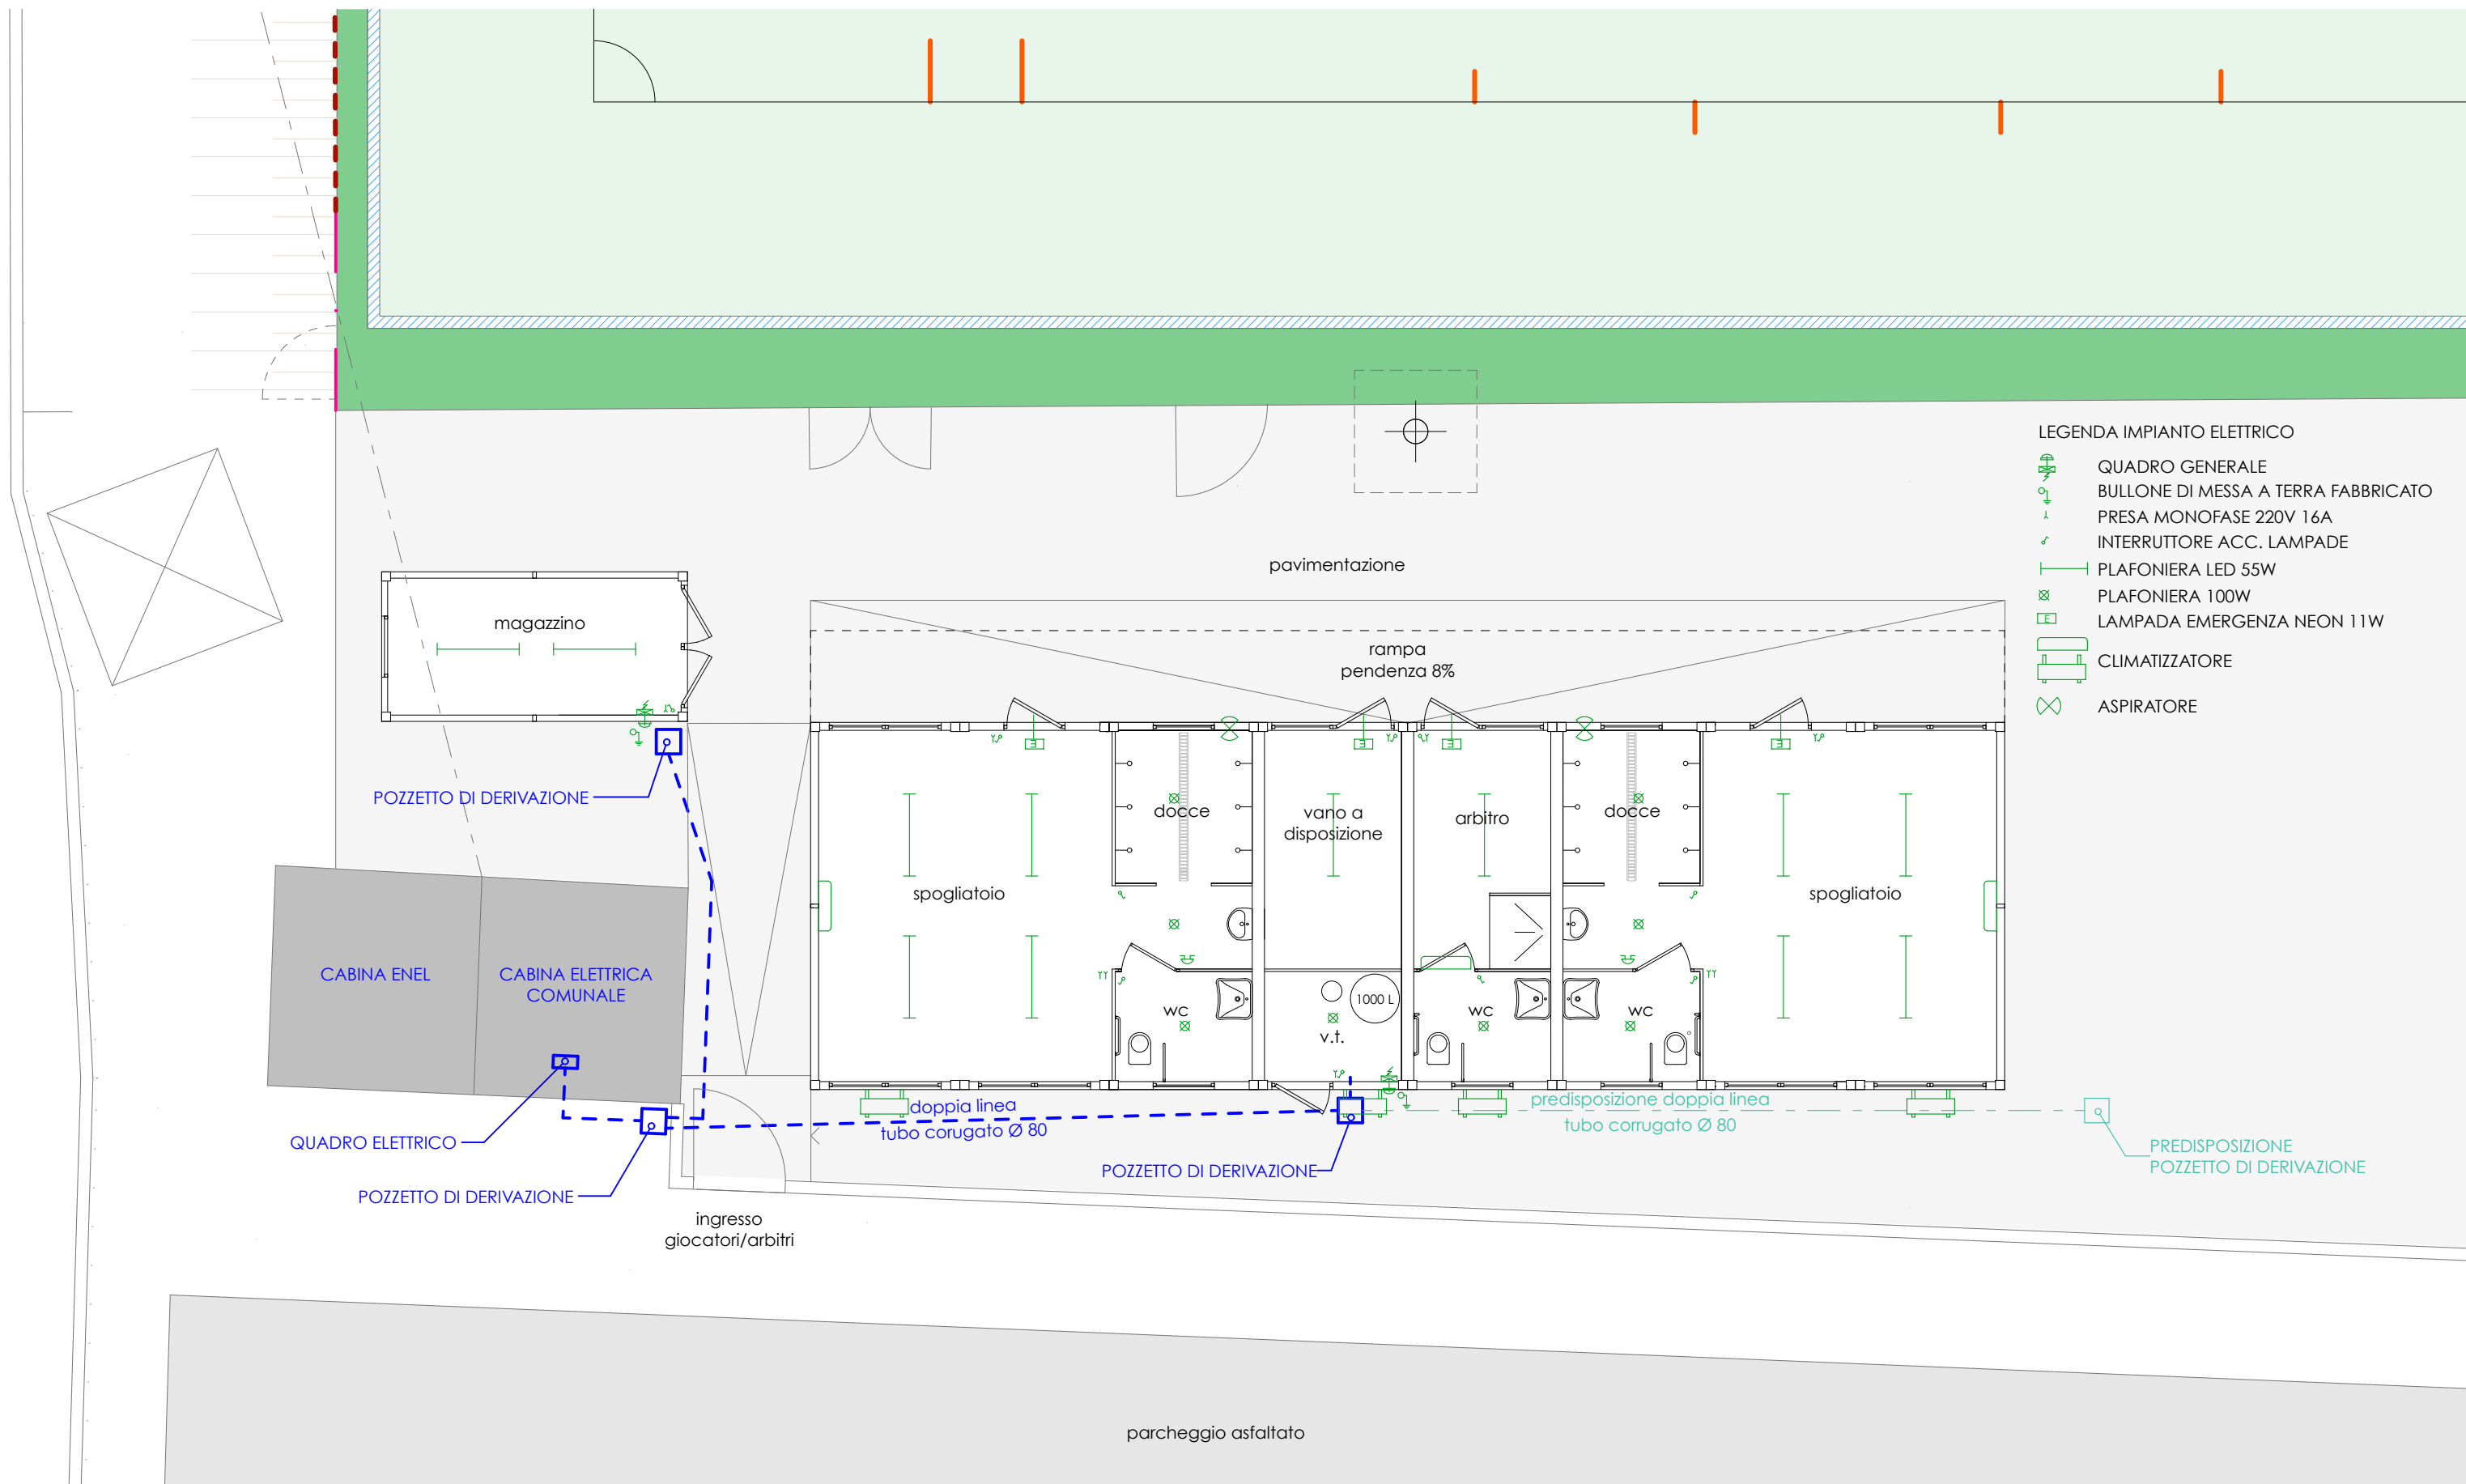 LEGENDA IMPIANTO ELETTRICO
QUADRO GENERALE
BULLONE DI MESSA A TERRA FABBRICATO
PRESA MONOFASE 220V 16A
INTERRUTTORE ACC. LAMPADE
PLAFONIERA LED 55W
PLAFONIERA 100W
E
LAMPADA EMERGENZA NEON 11W
CLIMATIZZATORE
ASPIRATORE
pavimentazione
magazzino
rampa
pendenza 8%
E
E
E
E
POZZETTO DI DERIVAZIONE
docce
vano a
disposizione
arbitro
docce
spogliatoio
spogliatoio
CABINA ENEL
CABINA ELETTRICA
COMUNALE
1000 L
wc
v.t.
wc
wc
doppia linea
tubo corugato Ø 80
predisposizione doppia linea
tubo corrugato Ø 80
QUADRO ELETTRICO
POZZETTO DI DERIVAZIONE
POZZETTO DI DERIVAZIONE
PREDISPOSIZIONE
POZZETTO DI DERIVAZIONE
ingresso
giocatori/arbitri
parcheggio asfaltato